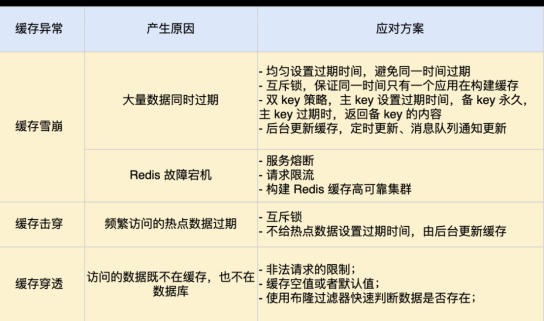 缓存异常 产生原因 应对方案
缓存雪崩
大量数据同时过期
- 均匀设置过期时间，避免同一时间过期
- 互斥锁，保证同一时间只有一个应用在构建缓存
- 双 key 策略，主 key 设置过期时间，备 key 永久，
主 key 过期时，返回备 key 的内容
- 后台更新缓存，定时更新、消息队列通知更新
Redis 故障宕机
- 服务熔断
- 请求限流
- 构建 Redis 缓存高可靠集群
缓存击穿
频繁访问的热点数据过期
- 互斥锁
- 不给热点数据设置过期时间，由后台更新缓存
缓存穿透
访问的数据既不在缓存，也不在
数据库
- 非法请求的限制；
- 缓存空值或者默认值；
- 使用布隆过滤器快速判断数据是否存在；